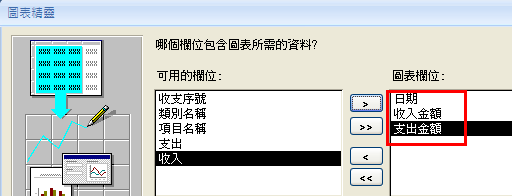 圖表精靈
哪個欄位包含圖表所需的資料?
可用的欄位:
圖表欄位:
收支序號
類別名稱
項目名稱
支出
收入
>
>>
<
<<
日期
收入金額
支出金額